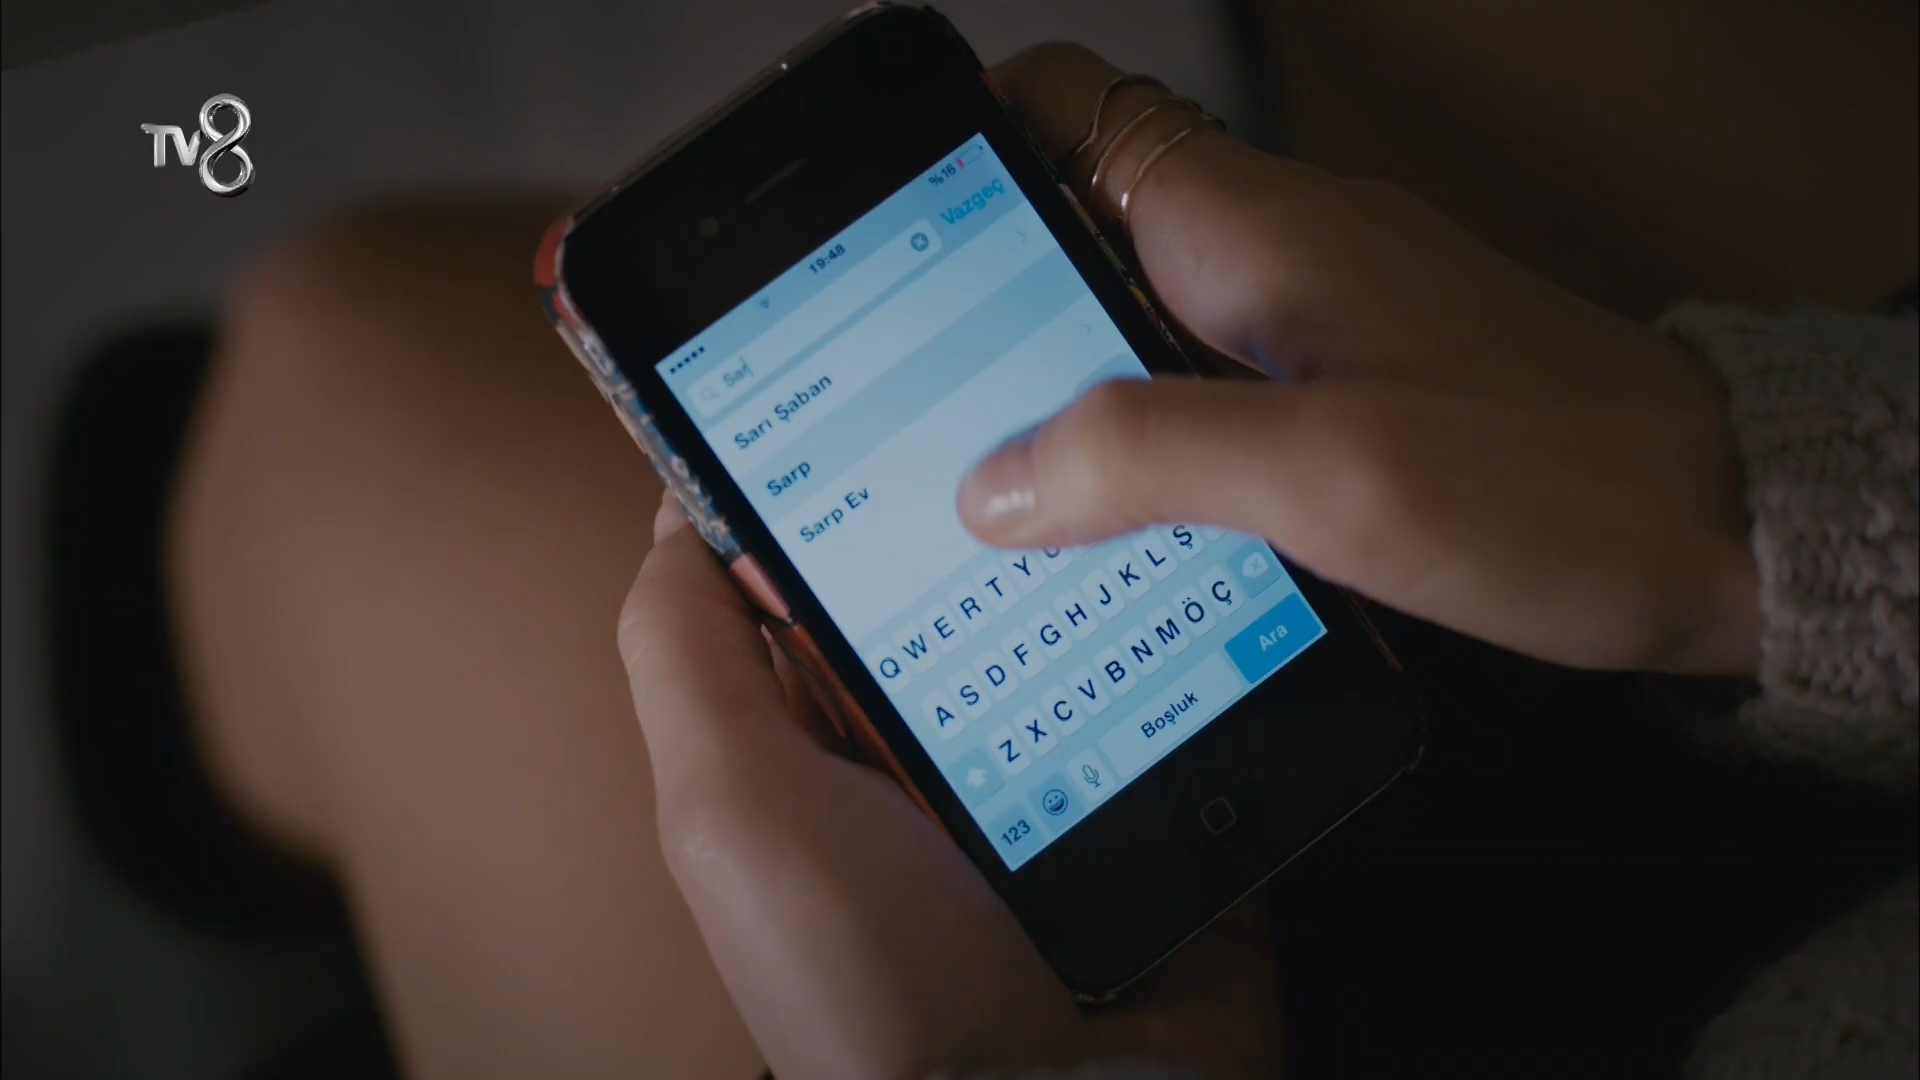 TV8
%16
19:48
Vazgeç
Sar
Sarı Şaban
Sarp
Sarp Ev
Q W E R T Y U
A S D F G H J K L Ş
Z X C V B N M Ö Ç
123 Boşluk Ara